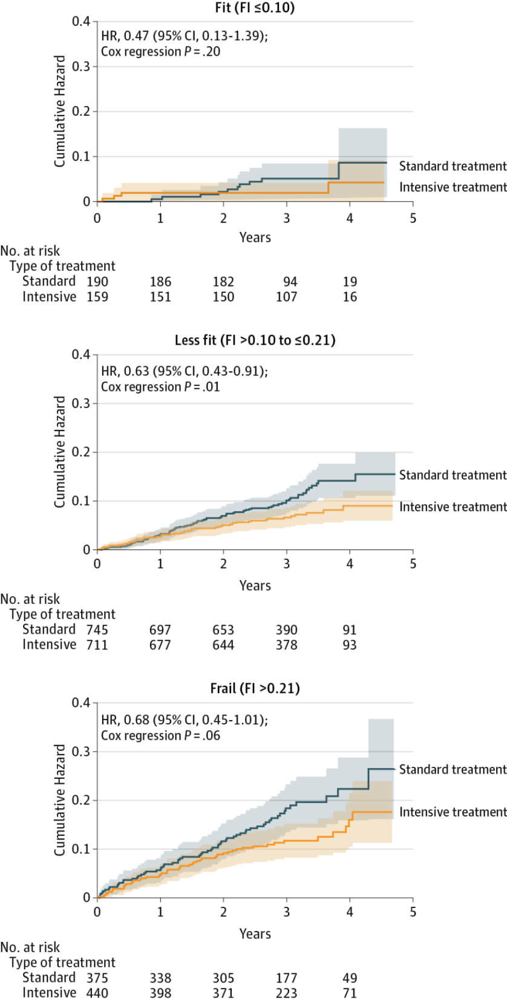 Fit (FI ≤0.10)
0.4
HR, 0.47 (95% CI, 0.13-1.39);
Cox regression P = .20
0.3
0.2
0.1
0
Cumulative Hazard
Standard treatment
Intensive treatment
0 1 2 3 4 5
Years
No. at risk
Type of treatment
Standard 190 186 182 94 19
Intensive 159 151 150 107 16
Less fit (FI >0.10 to ≤0.21)
0.4
HR, 0.63 (95% CI, 0.43-0.91);
Cox regression P = .01
0.3
0.2
0.1
0
Cumulative Hazard
Standard treatment
Intensive treatment
0 1 2 3 4 5
Years
No. at risk
Type of treatment
Standard 745 697 653 390 91
Intensive 711 677 644 378 93
Frail (FI >0.21)
0.4
HR, 0.68 (95% CI, 0.45-1.01);
Cox regression P = .06
0.3
0.2
0.1
0
Cumulative Hazard
Standard treatment
Intensive treatment
0 1 2 3 4 5
Years
No. at risk
Type of treatment
Standard 375 338 305 177 49
Intensive 440 398 371 223 71